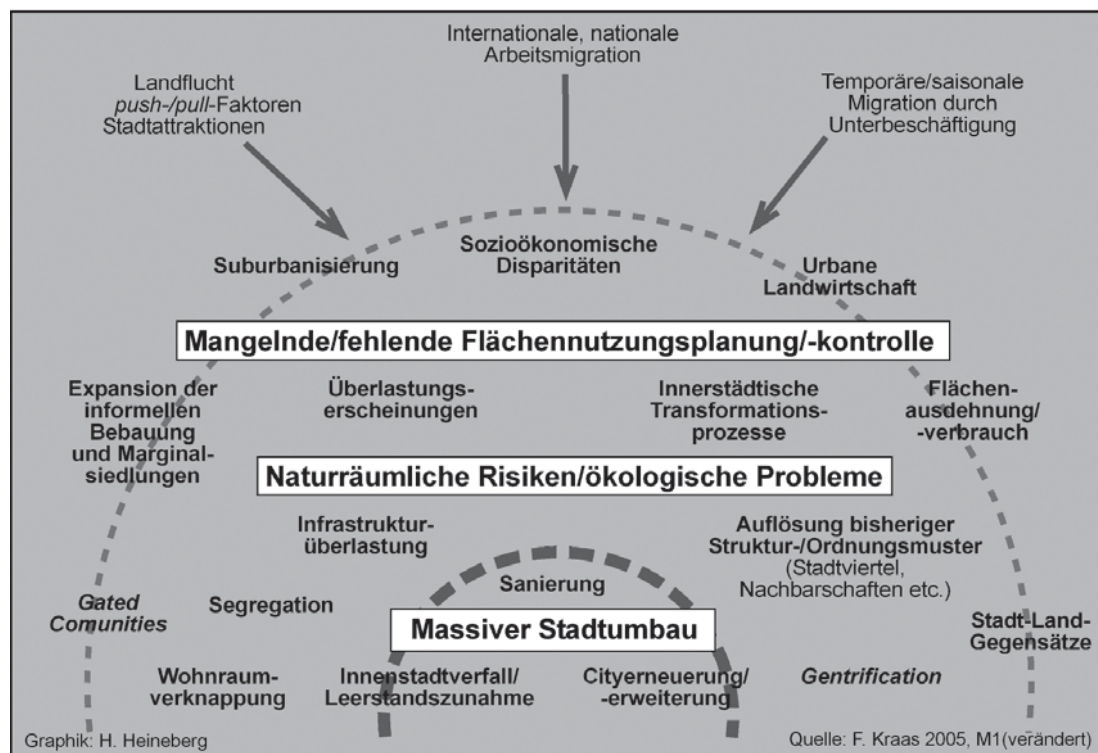 Internationale, nationale
Arbeitsmigration
Landflucht
push-/pull-Faktoren
Stadtattraktionen
Temporäre/saisonale
Migration durch
Unterbeschäftigung
Suburbanisierung
Sozioökonomische
Disparitäten
Urbane
Landwirtschaft
Mangelnde/fehlende Flächennutzungsplanung/-kontrolle
Expansion der
informellen
Bebauung
und Marginal-
siedlungen
Überlastungs-
erscheinungen
Innerstädtische
Transformations-
prozesse
Flächen-
ausdehnung/
-verbrauch
Naturräumliche Risiken/ökologische Probleme
Infrastruktur-
überlastung
Auflösung bisheriger
Struktur-/Ordnungsmuster
(Stadtviertel,
Nachbarschaften etc.)
Sanierung
Gated
Comunities
Segregation
Massiver Stadtumbau
Stadt-Land-
Gegensätze
Wohnraum-
verknappung
Innenstadtverfall/
Leerstandszunahme
Cityerneuerung/
-erweiterung
Gentrification
Graphik: H. Heineberg
Quelle: F. Kraas 2005, M1(verändert)